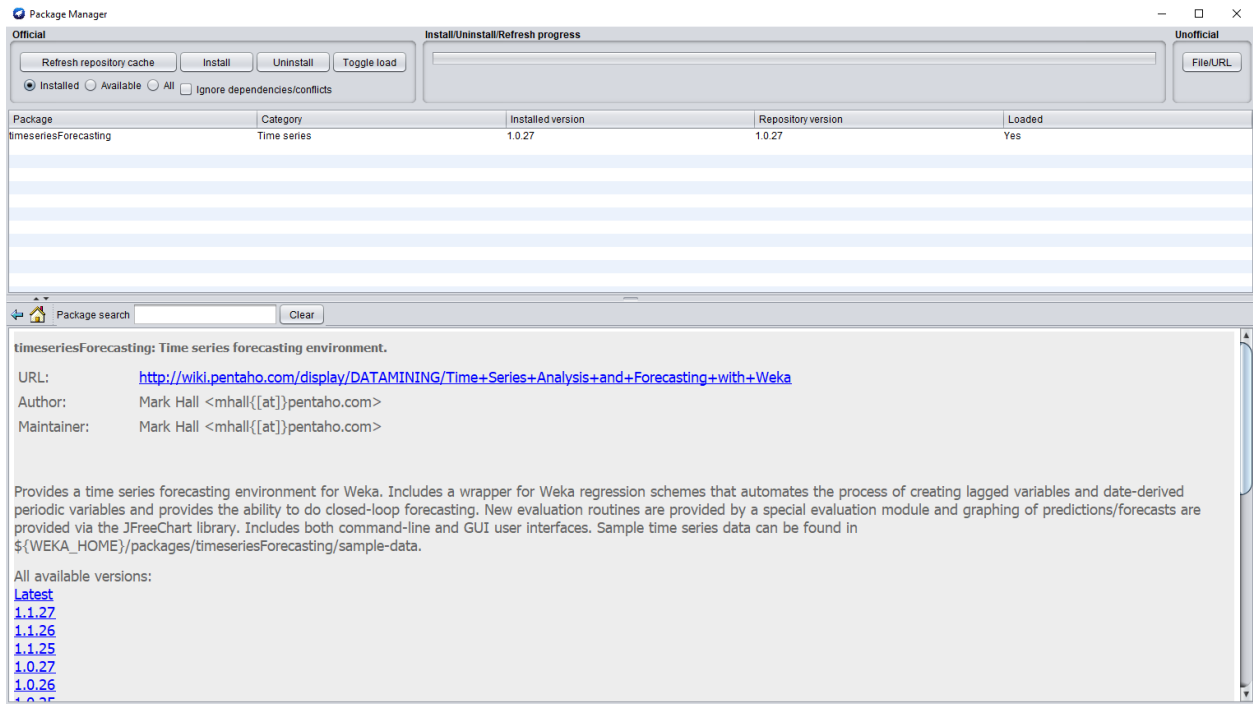 Package Manager
Official
Install/Uninstall/Refresh progress
Unofficial
Refresh repository cache
Install
Uninstall
Toggle load
File/URL
Installed
Available
All
Ignore dependencies/conflicts
Package Category Installed version Repository version Loaded
timeseriesForecasting Time series 1.0.27 1.0.27 Yes
Package search
Clear
timeseriesForecasting: Time series forecasting environment.
URL: http://wiki.pentaho.com/display/DATAMINING/Time+Series+Analysis+and+Forecasting+with+Weka
Author: Mark Hall <mhall{[at]}pentaho.com>
Maintainer: Mark Hall <mhall{[at]}pentaho.com>
Provides a time series forecasting environment for Weka. Includes a wrapper for Weka regression schemes that automates the process of creating lagged variables and date-derived
periodic variables and provides the ability to do closed-loop forecasting. New evaluation routines are provided by a special evaluation module and graphing of predictions/forecasts are
provided via the JFreeChart library. Includes both command-line and GUI user interfaces. Sample time series data can be found in
${WEKA_HOME}/packages/timeseriesForecasting/sample-data.
All available versions:
Latest
1.1.27
1.1.26
1.1.25
1.0.27
1.0.26